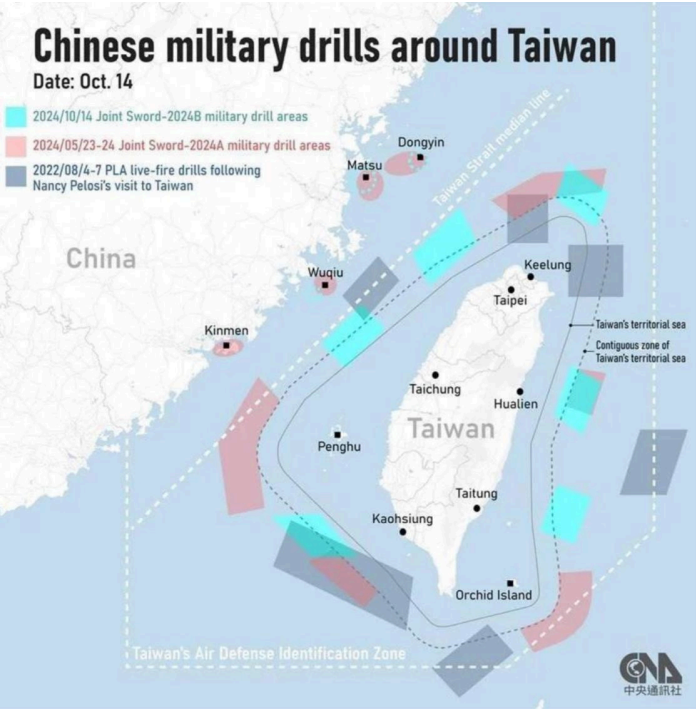 Chinese military drills around Taiwan
Date: Oct. 14
2024/10/14 Joint Sword-2024B military drill areas
2024/05/23-24 Joint Sword-2024A military drill areas
2022/08/4-7 PLA live-fire drills following
Nancy Pelosi's visit to Taiwan
Taiwan Strait median line
Dongyin
Matsu
China
Wuqiu
Keelung
Taipei
Kinmen
Taiwan's territorial sea
Contiguous zone of
Taiwan's territorial sea
Taichung
Hualien
Taiwan
Penghu
Taitung
Kaohsiung
Orchid Island
Taiwan's Air Defense Identification Zone
CNA
中央通訊社